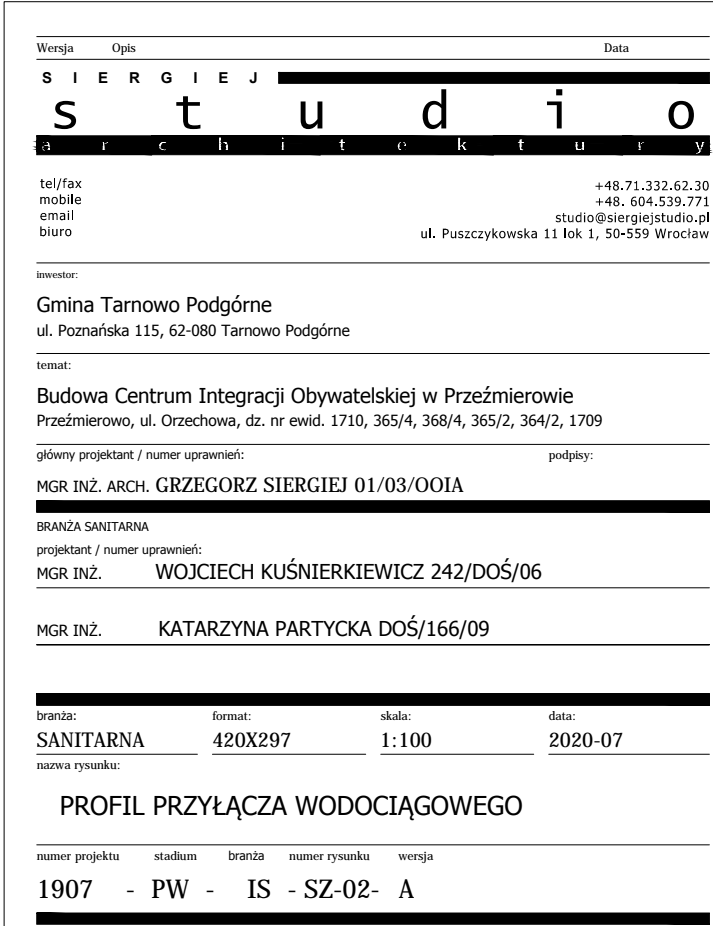 Wersja Opis Data
SIERGIEJ
studio
architektury
tel/fax +48.71.332.62.30
mobile +48. 604.539.771
email studio@siergiejstudio.pl
biuro ul. Puszczykowska 11 lok 1, 50-559 Wrocław
inwestor:
Gmina Tarnowo Podgórne
ul. Poznańska 115, 62-080 Tarnowo Podgórne
temat:
Budowa Centrum Integracji Obywatelskiej w Przeźmierowie
Przeźmierowo, ul. Orzechowa, dz. nr ewid. 1710, 365/4, 368/4, 365/2, 364/2, 1709
główny projektant / numer uprawnień: podpisy:
MGR INŻ. ARCH. GRZEGORZ SIERGIEJ 01/03/OOIA
BRANŻA SANITARNA
projektant / numer uprawnień:
MGR INŻ. WOJCIECH KUŚNIERKIEWICZ 242/DOŚ/06
MGR INŻ. KATARZYNA PARTYCKA DOŚ/166/09
branża: format: skala: data:
SANITARNA 420X297 1:100 2020-07
nazwa rysunku:
PROFIL PRZYŁĄCZA WODOCIĄGOWEGO
numer projektu stadium branża numer rysunku wersja
1907 - PW - IS - SZ-02- A